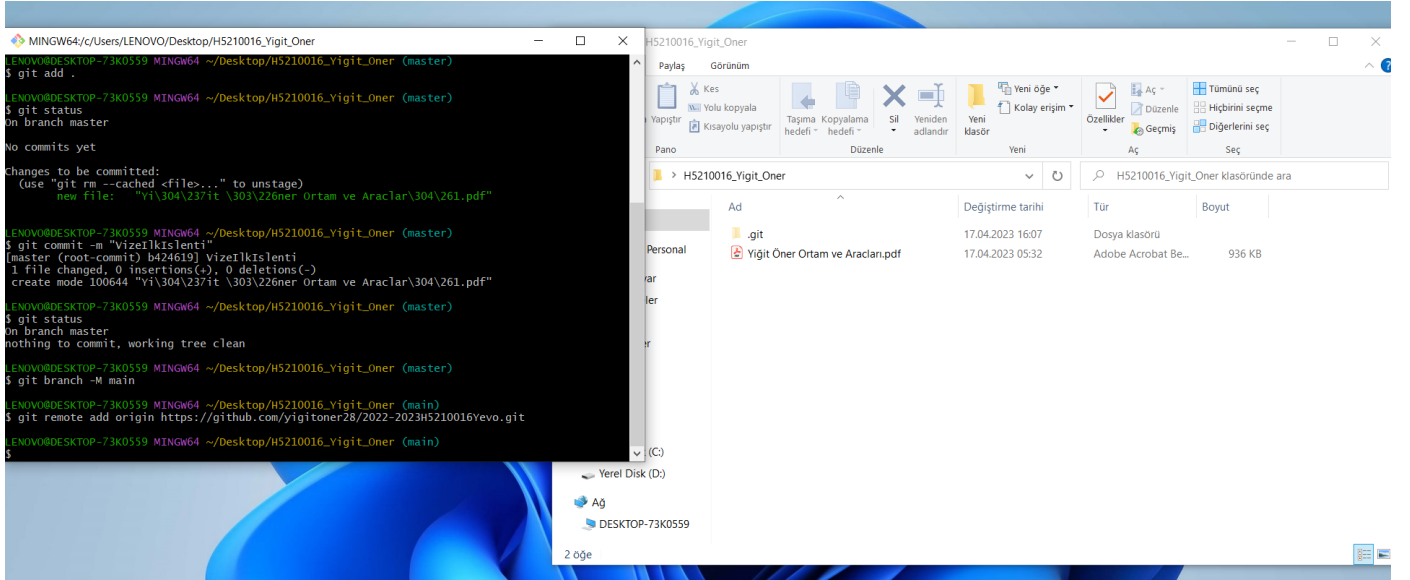 MINGW64:/c/Users/LENOVO/Desktop/H5210016_Yigit_Oner
LENOVO@DESKTOP-73K0559 MINGW64 ~/Desktop/H5210016_Yigit_Oner (master)
$ git add .
LENOVO@DESKTOP-73K0559 MINGW64 ~/Desktop/H5210016_Yigit_Oner (master)
$ git status
On branch master
No commits yet
Changes to be committed:
(use "git rm --cached <file>..." to unstage)
new file:   "Yi\304\237it \303\226ner Ortam ve Araclar\304\261.pdf"
LENOVO@DESKTOP-73K0559 MINGW64 ~/Desktop/H5210016_Yigit_Oner (master)
$ git commit -m "VizeIlkIslenti"
[master (root-commit) b424619] VizeIlkIslenti
1 file changed, 0 insertions(+), 0 deletions(-)
create mode 100644 "Yi\304\237it \303\226ner Ortam ve Araclar\304\261.pdf"
LENOVO@DESKTOP-73K0559 MINGW64 ~/Desktop/H5210016_Yigit_Oner (master)
$ git status
On branch master
nothing to commit, working tree clean
LENOVO@DESKTOP-73K0559 MINGW64 ~/Desktop/H5210016_Yigit_Oner (master)
$ git branch -M main
LENOVO@DESKTOP-73K0559 MINGW64 ~/Desktop/H5210016_Yigit_Oner (main)
$ git remote add origin https://github.com/yigitoner28/2022-2023H5210016Yevo.git
LENOVO@DESKTOP-73K0559 MINGW64 ~/Desktop/H5210016_Yigit_Oner (main)
$
H5210016_Yigit_Oner
Paylaş Görünüm
Yapıştır
Kes
Yolu kopyala
Kısayolu yapıştır
Pano
Taşıma hedefi
Kopyalama hedefi
Sil
Yeniden adlandır
Düzenle
Yeni klasör
Yeni öğe
Kolay erişim
Yeni
Özellikler
Aç
Düzenle
Geçmiş
Aç
Tümünü seç
Hiçbirini seçme
Diğerlerini seç
Seç
H5210016_Yigit_Oner
H5210016_Yigit_Oner klasöründe ara
Ad Değiştirme tarihi Tür Boyut
.git 17.04.2023 16:07 Dosya klasörü
Yiğit Öner Ortam ve Aracları.pdf 17.04.2023 05:32 Adobe Acrobat Be... 936 KB
Personal
(C:)
Yerel Disk (D:)
Ağ
DESKTOP-73K0559
2 öğe